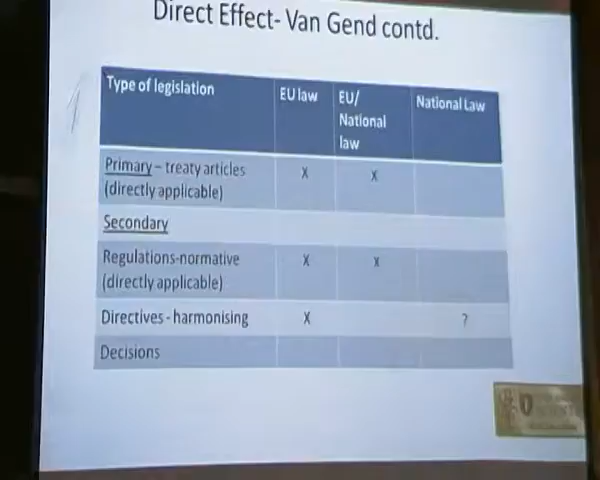 Direct Effect- Van Gend contd.
Type of legislation EU law EU/ National law National Law
Primary – treaty articles (directly applicable) X X
Secondary
Regulations-normative (directly applicable) X X
Directives - harmonising X ?
Decisions